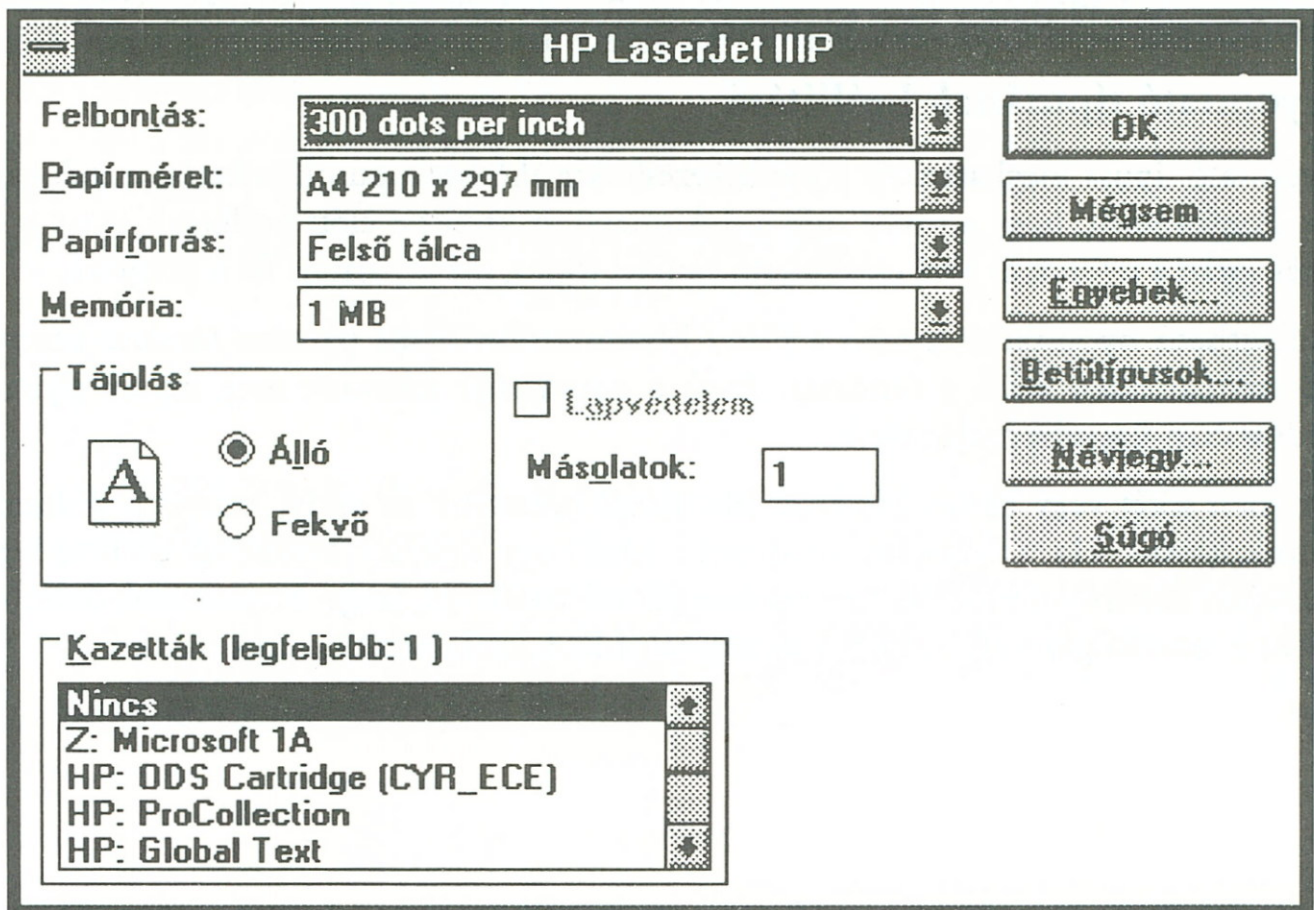 HP LaserJet IIIP
Felbontás: 300 dots per inch
Papírméret: A4 210 x 297 mm
Papírforrás: Felső tálca
Memória: 1 MB
OK
Mégsem
Egyebek...
Betűtípusok...
Névjegy...
Súgó
Tájolás
A
Álló
Fekvő
Lapvédelem
Másolatok: 1
Kazetták (legfeljebb: 1 )
Nincs
Z: Microsoft 1A
HP: ODS Cartridge (CYR_ECE)
HP: ProCollection
HP: Global Text